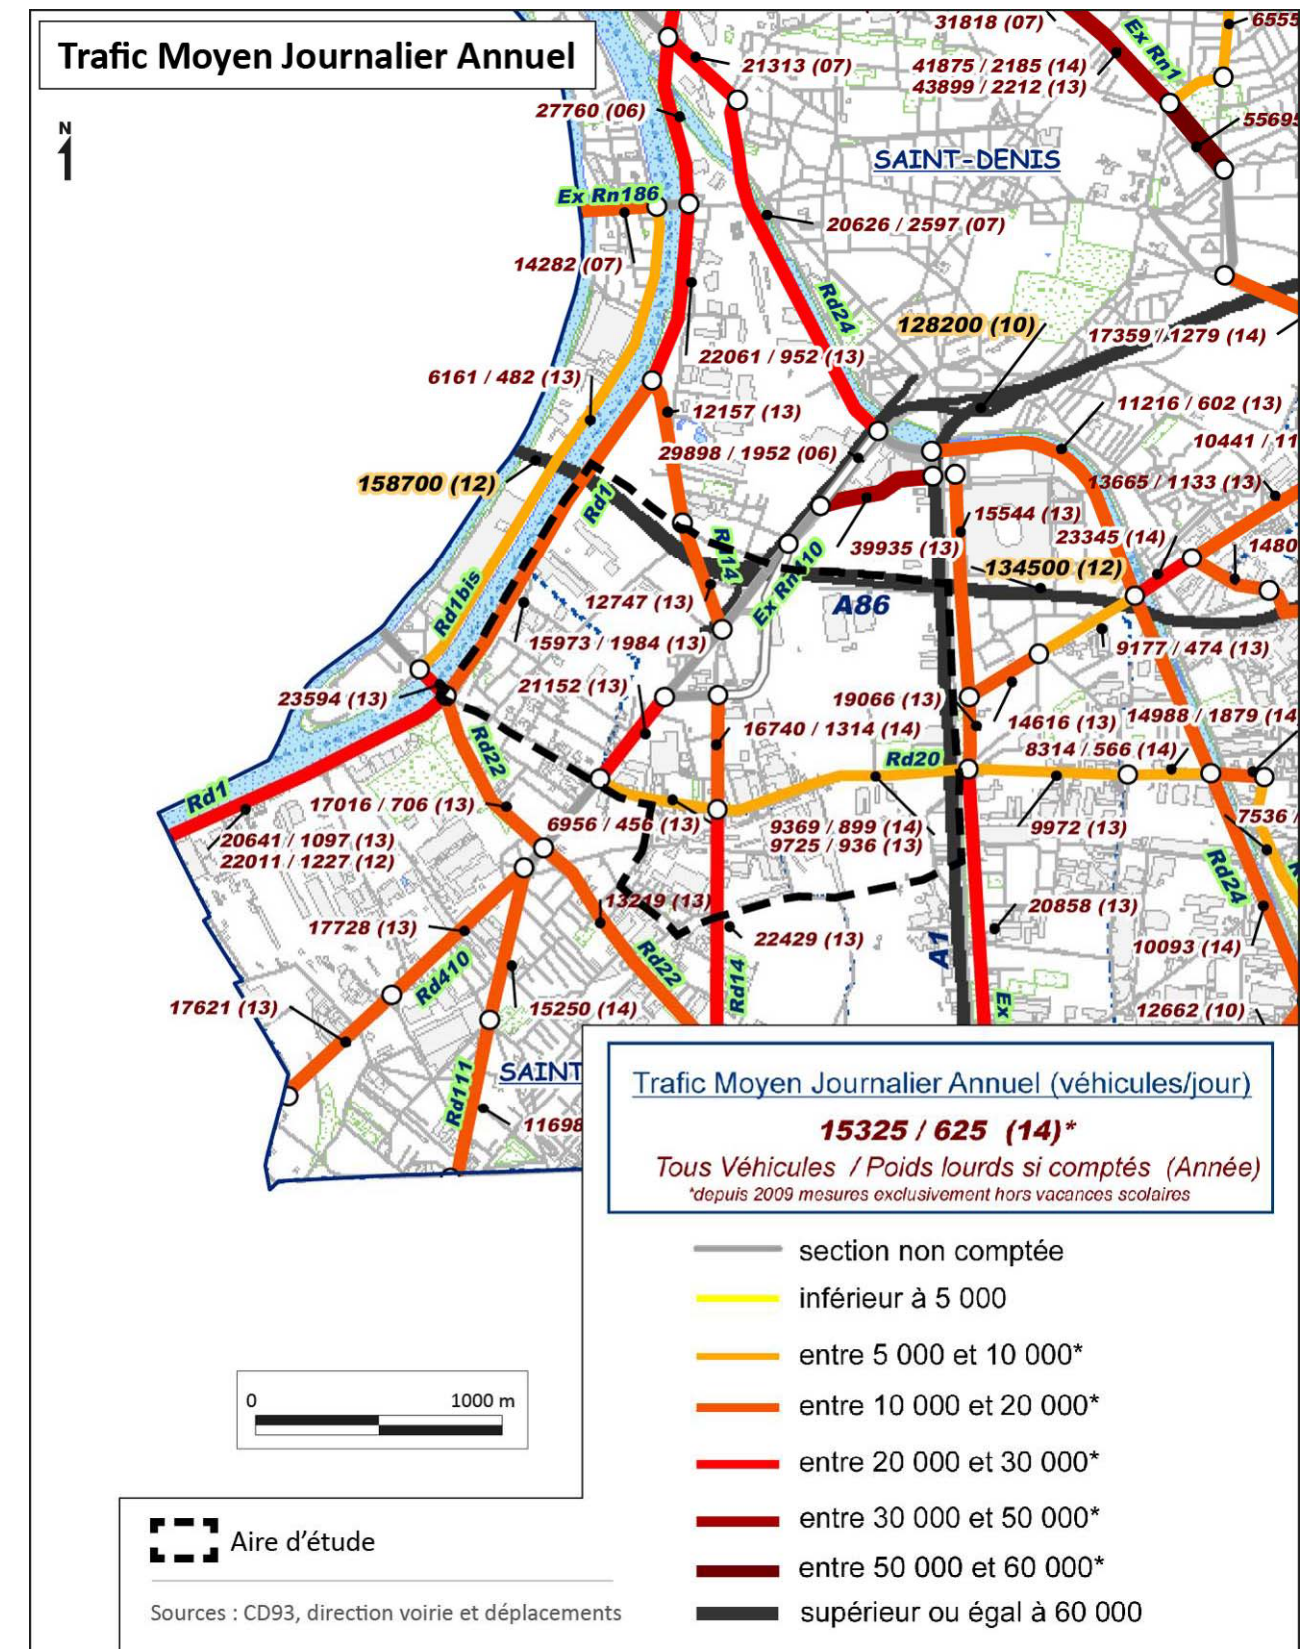 Trafic Moyen Journalier Annuel
N
31818 (07)
Ex Rn1
6555
21313 (07)
41875 / 2185 (14)
43899 / 2212 (13)
27760 (06)
55695
SAINT-DENIS
Ex Rn186
20626 / 2597 (07)
14282 (07)
Rd24
128200 (10)
17359 / 1279 (14)
22061 / 952 (13)
6161 / 482 (13)
12157 (13)
11216 / 602 (13)
29898 / 1952 (06)
10441 / 11
158700 (12)
Rd1
13665 / 1133 (13)
15544 (13)
23345 (14)
39935 (13)
1480
134500 (12)
Ex Rn410
Rd1bis
12747 (13)
A86
15973 / 1984 (13)
9177 / 474 (13)
21152 (13)
23594 (13)
19066 (13)
14616 (13)
14988 / 1879 (14
16740 / 1314 (14)
Rd22
Rd20
8314 / 566 (14)
Rd1
17016 / 706 (13)
6956 / 456 (13)
9369 / 899 (14)
9725 / 936 (13)
9972 (13)
7536 /
20641 / 1097 (13)
22011 / 1227 (12)
Rd24
13219 (13)
20858 (13)
17728 (13)
22429 (13)
A1
10093 (14)
Rd22
Rd410
Rd14
Ex
17621 (13)
15250 (14)
12662 (10)
SAINT
Rd111
11698
Trafic Moyen Journalier Annuel (véhicules/jour)
15325 / 625 (14)*
Tous Véhicules / Poids lourds si comptés (Année)
*depuis 2009 mesures exclusivement hors vacances scolaires
section non comptée
inférieur à 5 000
entre 5 000 et 10 000*
entre 10 000 et 20 000*
entre 20 000 et 30 000*
entre 30 000 et 50 000*
entre 50 000 et 60 000*
supérieur ou égal à 60 000
0 1000 m
Aire d'étude
Sources : CD93, direction voirie et déplacements